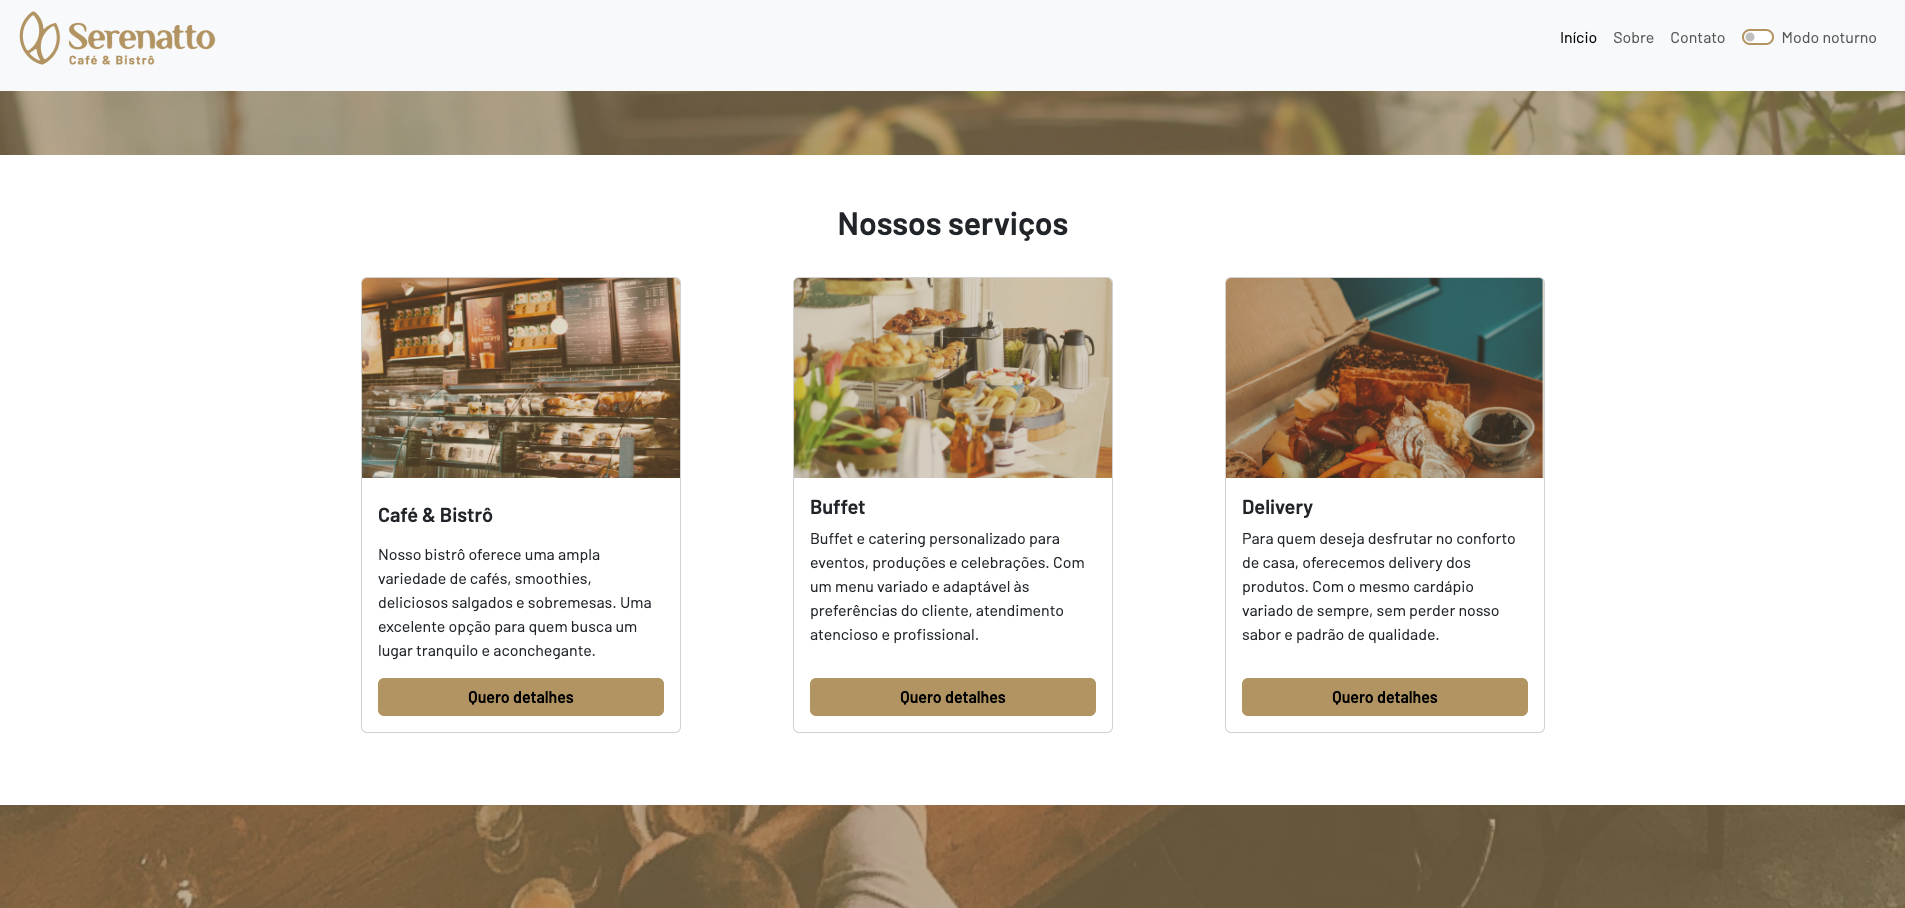 Serenatto
Café & Bistrô
Início
Sobre
Contato
Modo noturno
Nossos serviços
Café & Bistrô
Nosso bistrô oferece uma ampla
variedade de cafés, smoothies,
deliciosos salgados e sobremesas. Uma
excelente opção para quem busca um
lugar tranquilo e aconchegante.
Quero detalhes
Buffet
Buffet e catering personalizado para
eventos, produções e celebrações. Com
um menu variado e adaptável às
preferências do cliente, atendimento
atencioso e profissional.
Quero detalhes
Delivery
Para quem deseja desfrutar no conforto
de casa, oferecemos delivery dos
produtos. Com o mesmo cardápio
variado de sempre, sem perder nosso
sabor e padrão de qualidade.
Quero detalhes